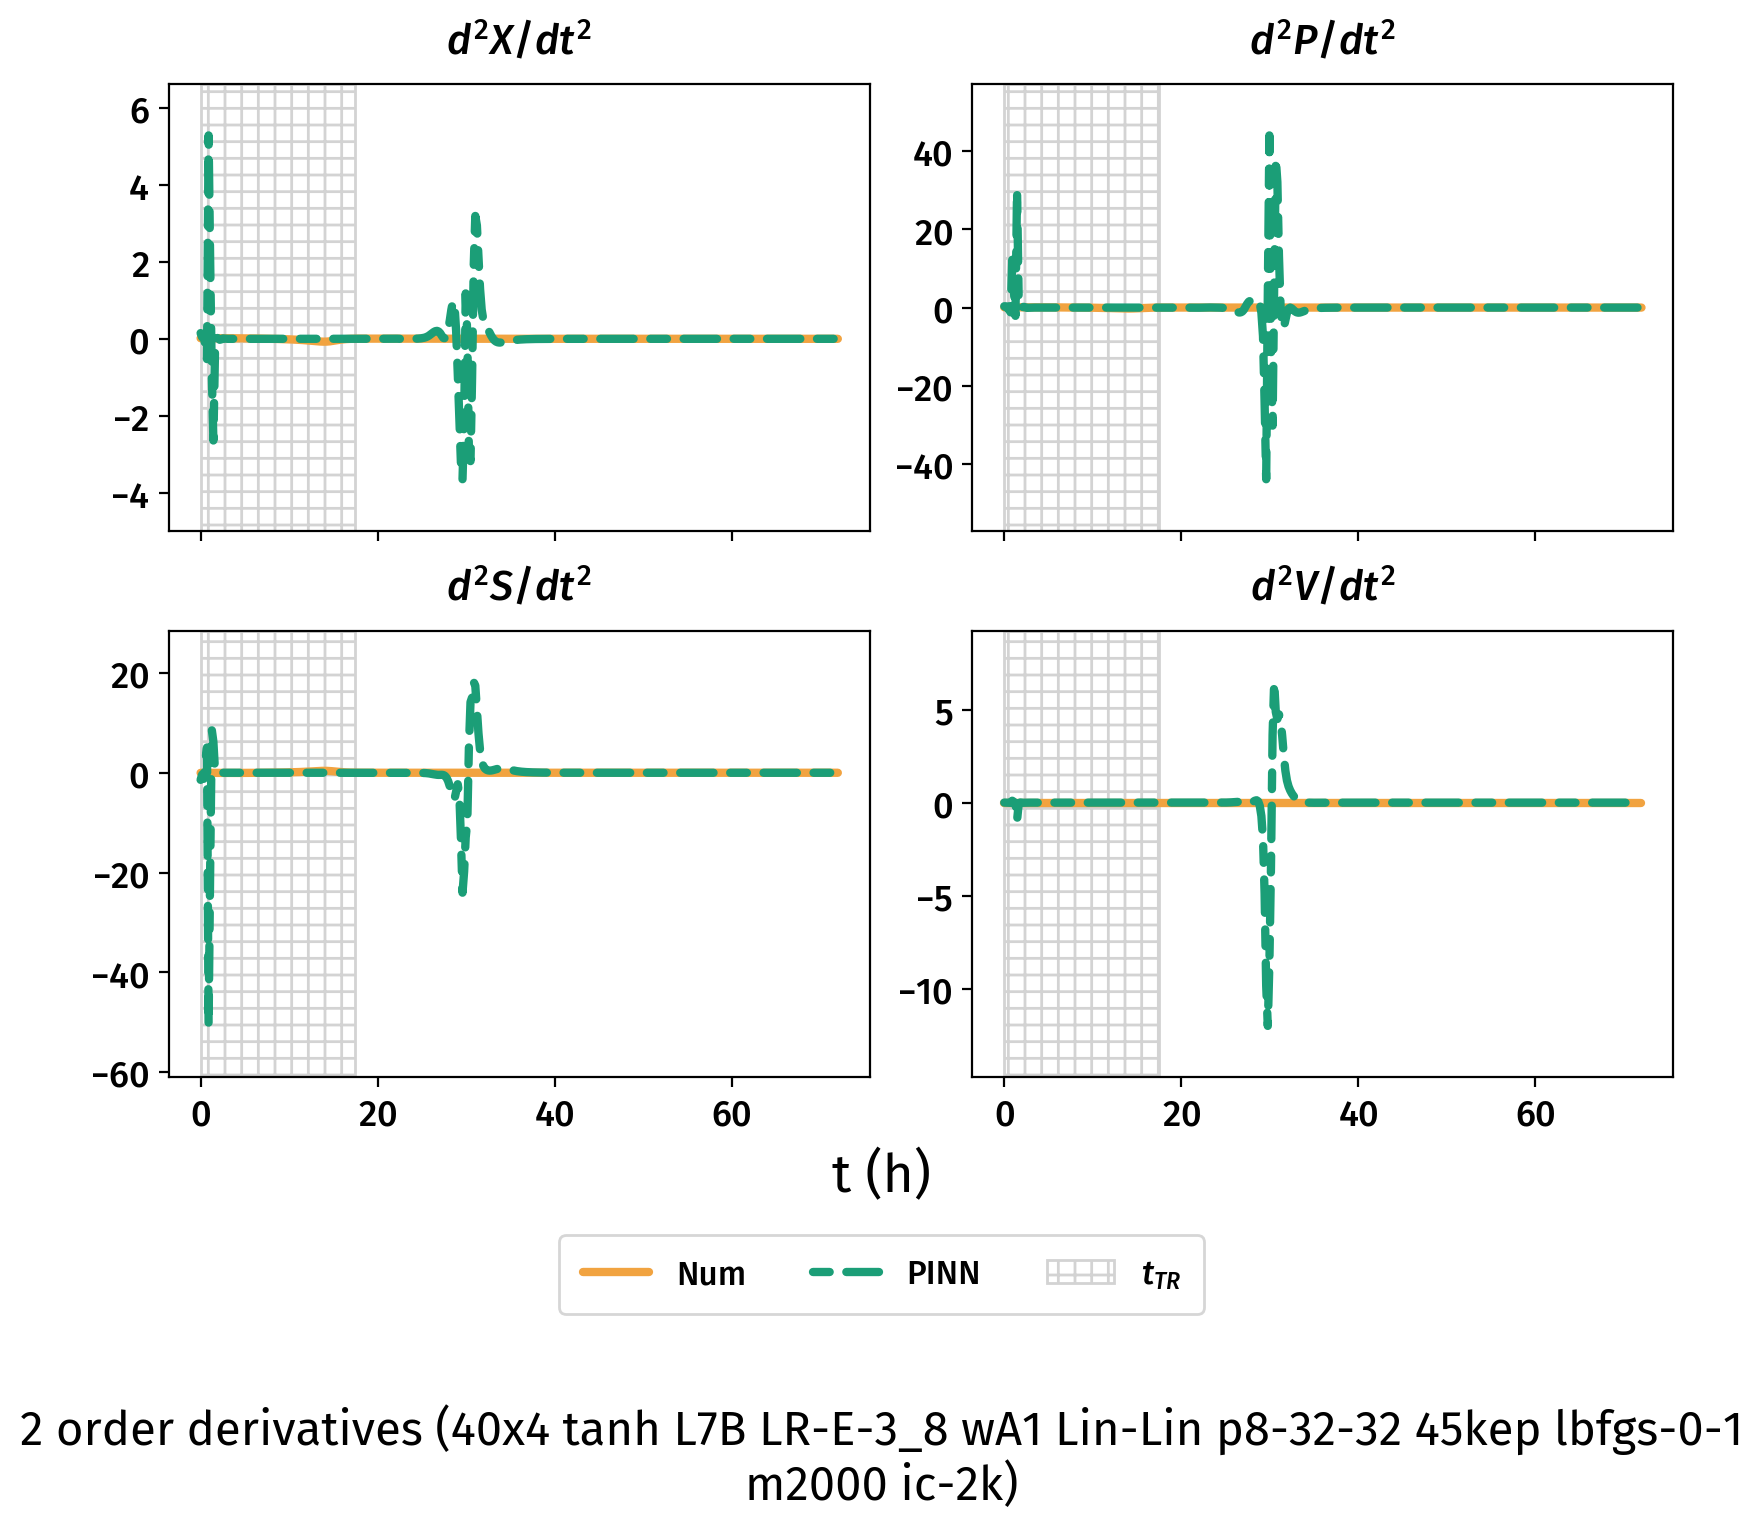 d²X/dt²
d²P/dt²
6
4
2
0
−2
−4
40
20
0
−20
−40
d²S/dt²
d²V/dt²
20
0
−20
−40
−60
5
0
−5
−10
0 20 40 60
0 20 40 60
t (h)
Num PINN t_TR
2 order derivatives (40x4 tanh L7B LR-E-3_8 wA1 Lin-Lin p8-32-32 45kep lbfgs-0-1
m2000 ic-2k)